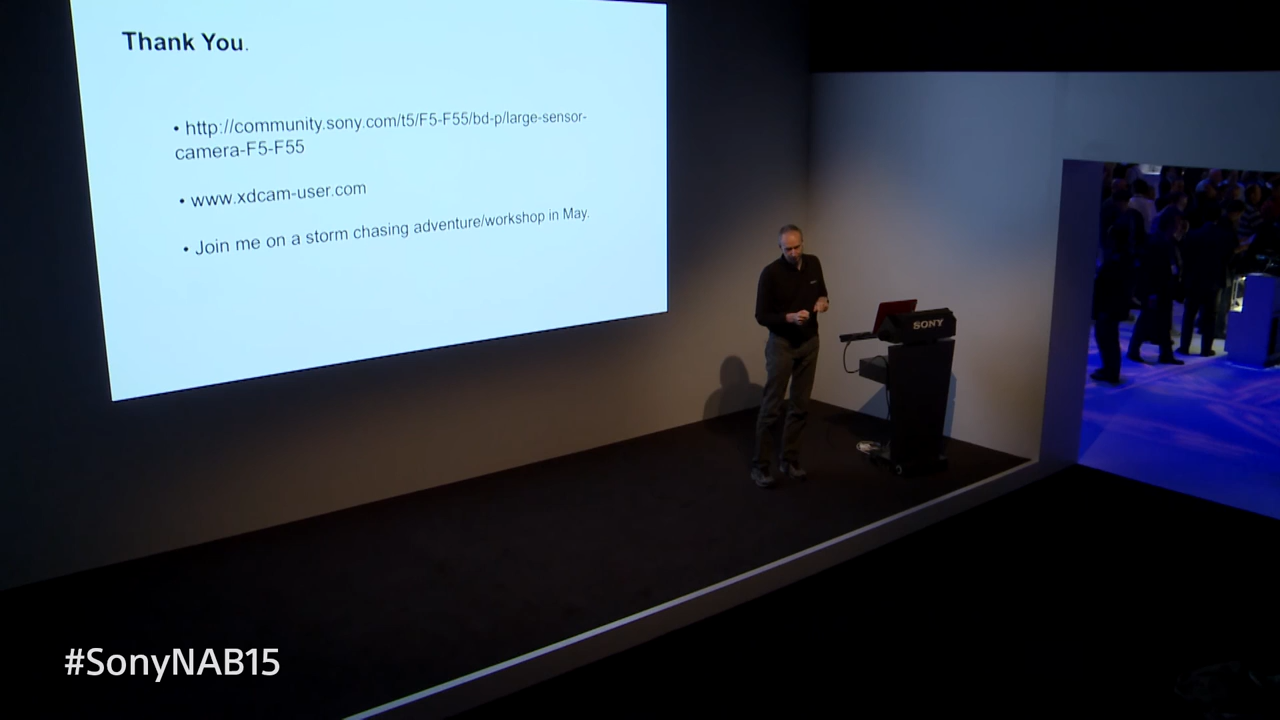 Thank You.
• http://community.sony.com/t5/F5-F55/bd-p/large-sensor-
camera-F5-F55
• www.xdcam-user.com
• Join me on a storm chasing adventure/workshop in May.
SONY
#SonyNAB15